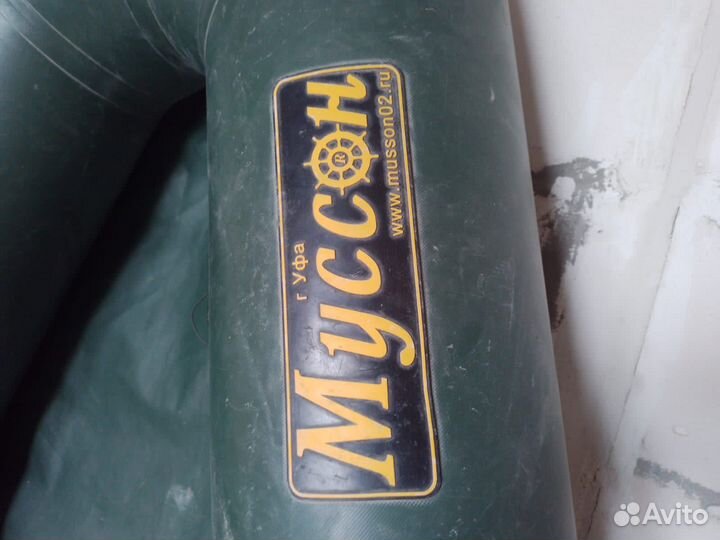 г Уфа
Муссон
R
www.musson02.ru
Avito